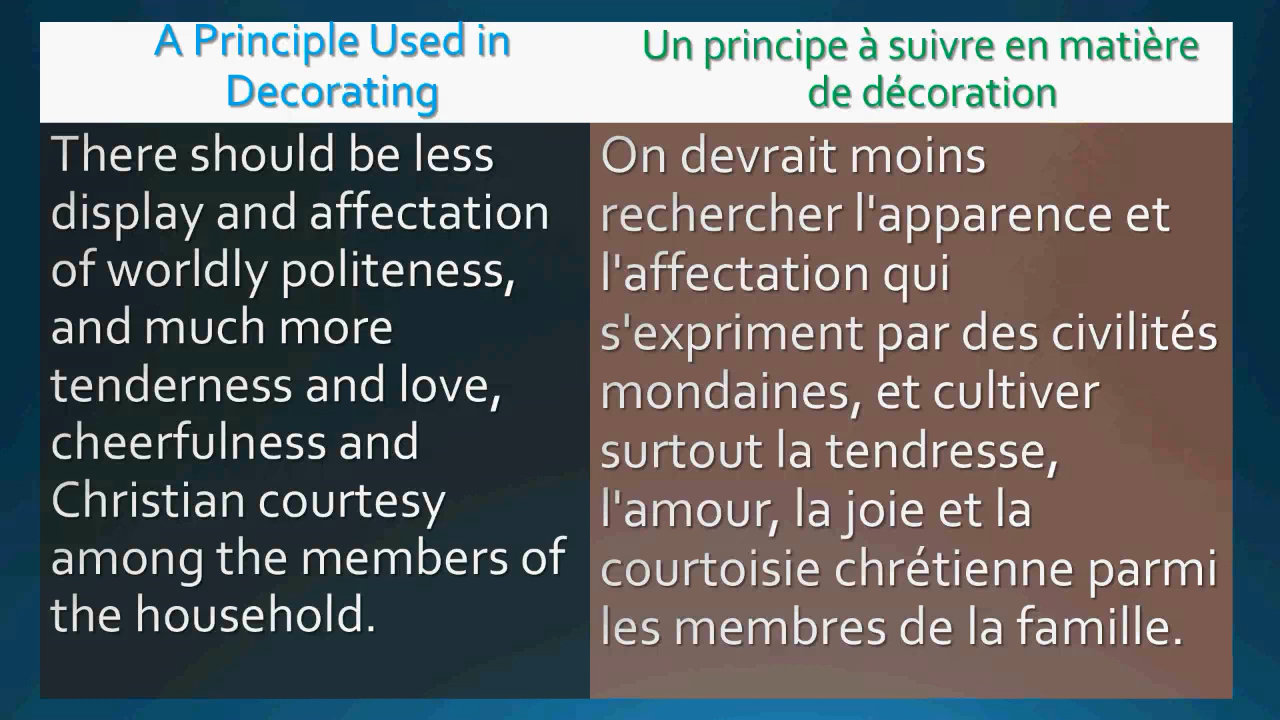 A Principle Used in
Decorating
There should be less
display and affectation
of worldly politeness,
and much more
tenderness and love,
cheerfulness and
Christian courtesy
among the members of
the household.
Un principe à suivre en matière
de décoration
On devrait moins
rechercher l'apparence et
l'affectation qui
s'expriment par des civilités
mondaines, et cultiver
surtout la tendresse,
l'amour, la joie et la
courtoisie chrétienne parmi
les membres de la famille.